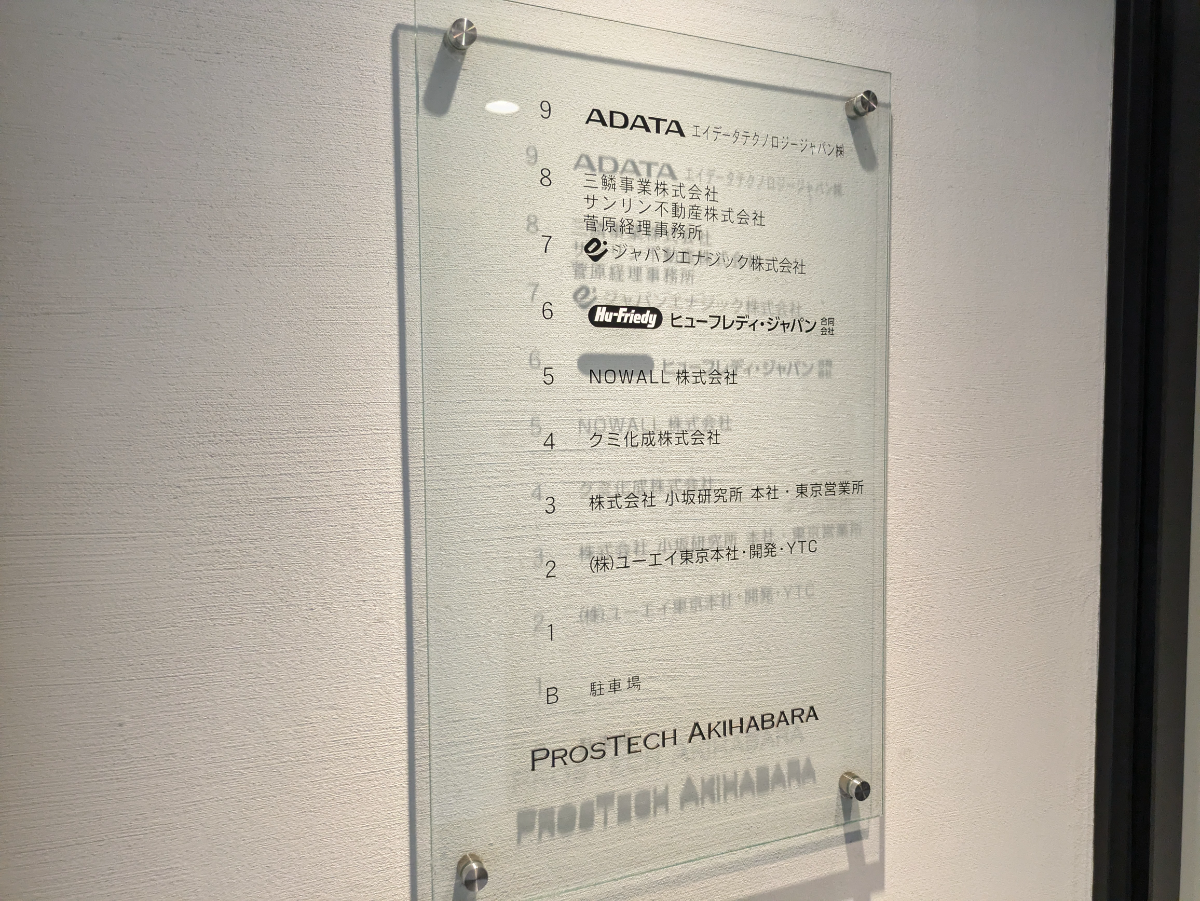 9 ADATA エイデータテクノロジージャパン㈱
8 三鱗事業株式会社
サンリン不動産株式会社
菅原経理事務所
7 ジャパンエナジック株式会社
6 Hu-Friedy ヒューフレディ・ジャパン 合同会社
5 NOWALL 株式会社
4 クミ化成株式会社
3 株式会社 小坂研究所 本社・東京営業所
2 (株)ユーエイ東京本社・開発・YTC
1
B 駐車場
PROSTECH AKIHABARA